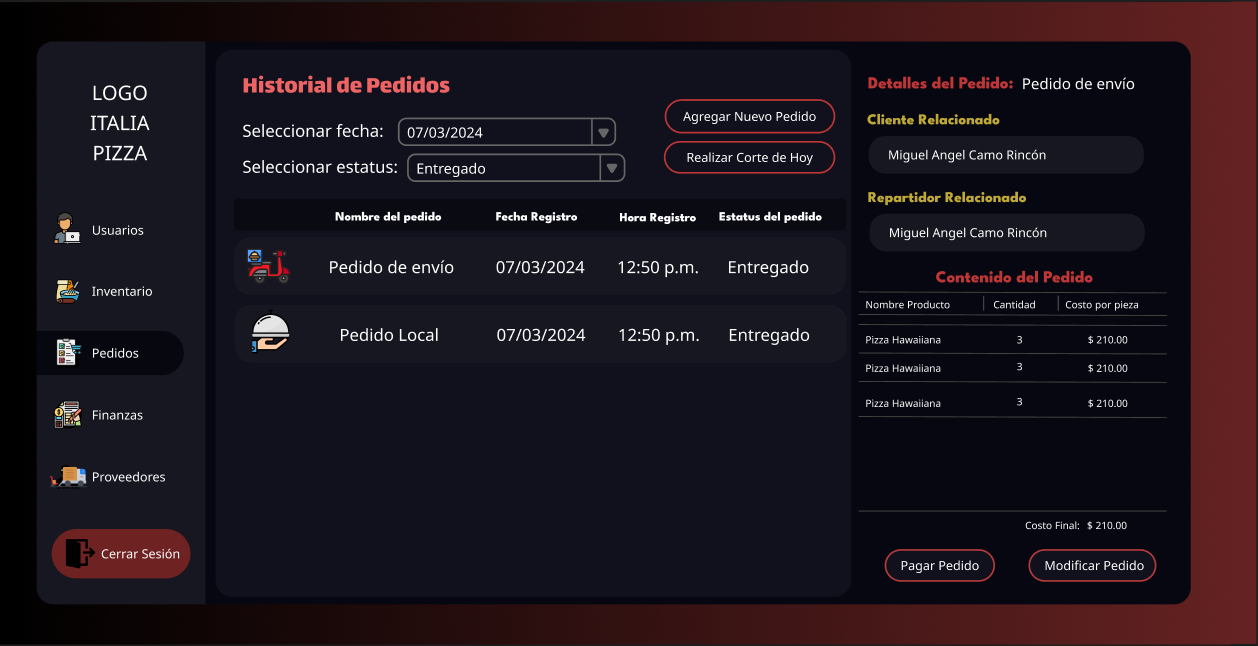 LOGO
ITALIA
PIZZA
Usuarios
Inventario
Pedidos
Finanzas
Proveedores
Cerrar Sesión
Historial de Pedidos
Seleccionar fecha: 07/03/2024
Seleccionar estatus: Entregado
Agregar Nuevo Pedido
Realizar Corte de Hoy
Nombre del pedido Fecha Registro Hora Registro Estatus del pedido
Pedido de envío 07/03/2024 12:50 p.m. Entregado
Pedido Local 07/03/2024 12:50 p.m. Entregado
Detalles del Pedido: Pedido de envío
Cliente Relacionado
Miguel Angel Camo Rincón
Repartidor Relacionado
Miguel Angel Camo Rincón
Contenido del Pedido
Nombre Producto Cantidad Costo por pieza
Pizza Hawaiiana 3 $ 210.00
Pizza Hawaiiana 3 $ 210.00
Pizza Hawaiiana 3 $ 210.00
Costo Final: $ 210.00
Pagar Pedido
Modificar Pedido